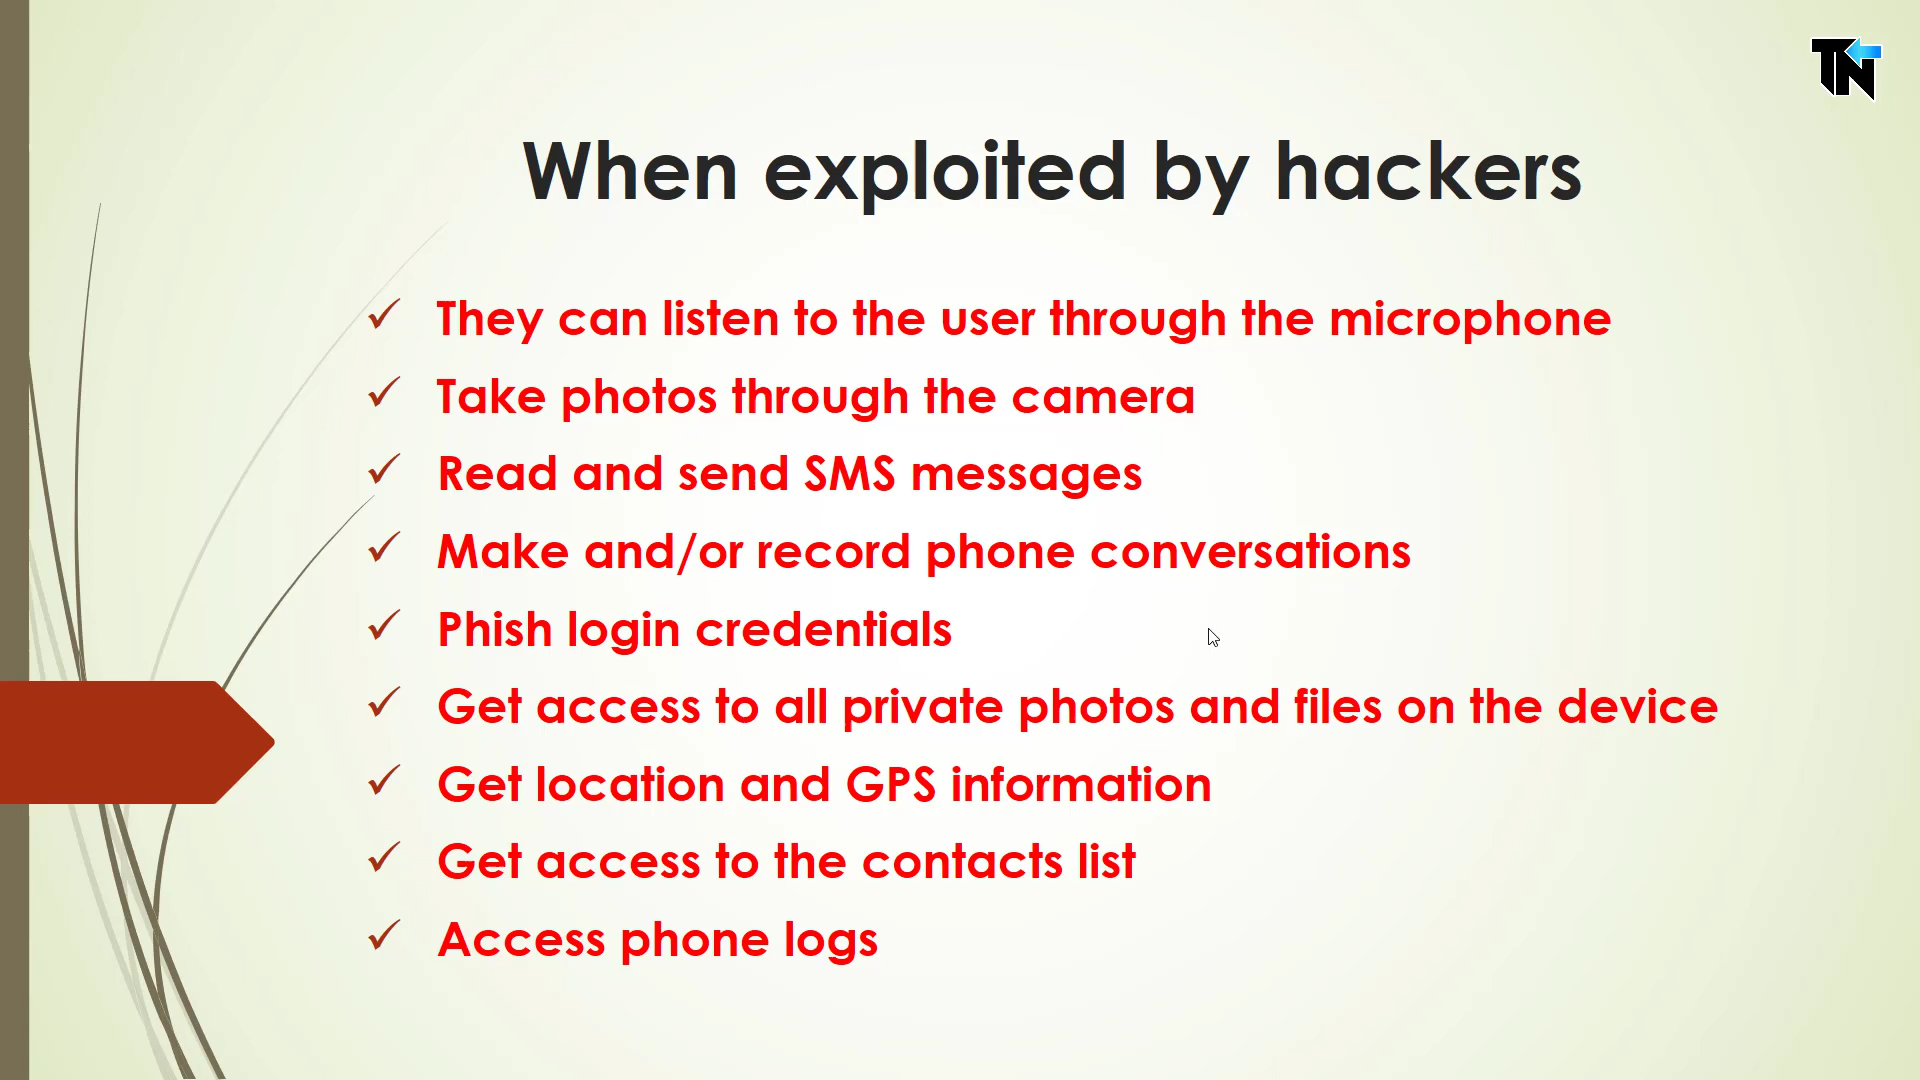 TN
When exploited by hackers
They can listen to the user through the microphone
Take photos through the camera
Read and send SMS messages
Make and/or record phone conversations
Phish login credentials
Get access to all private photos and files on the device
Get location and GPS information
Get access to the contacts list
Access phone logs